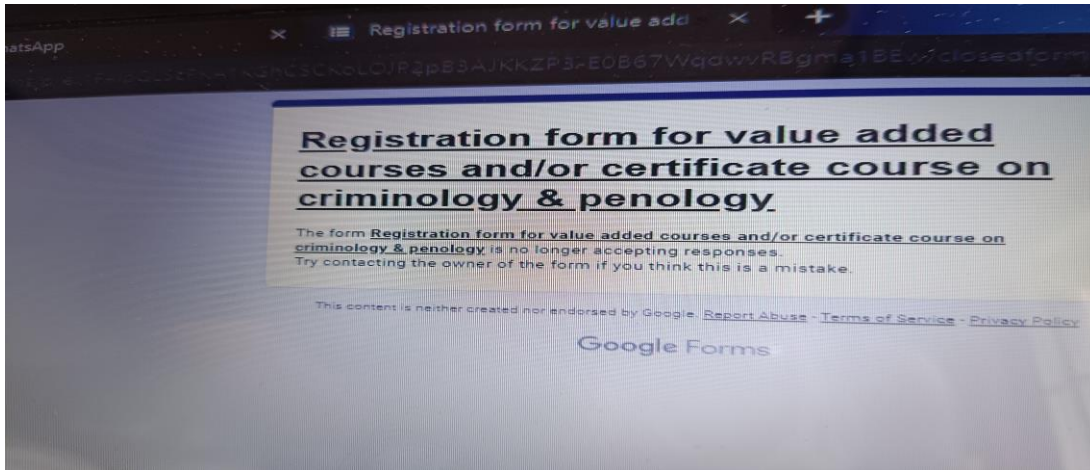 atsApp
Registration form for value add
Registration form for value added
courses and/or certificate course on
criminology & penology
The form Registration form for value added courses and/or certificate course on
criminology & penology is no longer accepting responses.
Try contacting the owner of the form if you think this is a mistake.
This content is neither created nor endorsed by Google. Report Abuse - Terms of Service - Privacy Policy
Google Forms